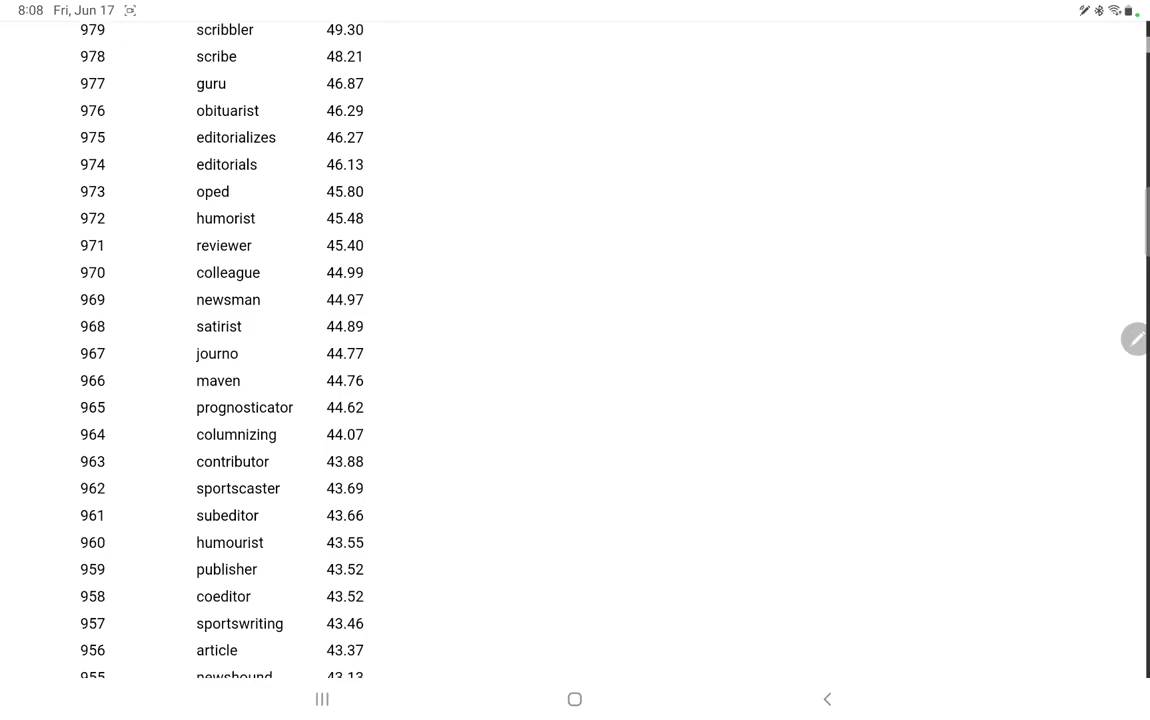 8:08 Fri, Jun 17
979 scribbler 49.30
978 scribe 48.21
977 guru 46.87
976 obituarist 46.29
975 editorializes 46.27
974 editorials 46.13
973 oped 45.80
972 humorist 45.48
971 reviewer 45.40
970 colleague 44.99
969 newsman 44.97
968 satirist 44.89
967 journo 44.77
966 maven 44.76
965 prognosticator 44.62
964 columnizing 44.07
963 contributor 43.88
962 sportscaster 43.69
961 subeditor 43.66
960 humourist 43.55
959 publisher 43.52
958 coeditor 43.52
957 sportswriting 43.46
956 article 43.37
955 newshound 43.13